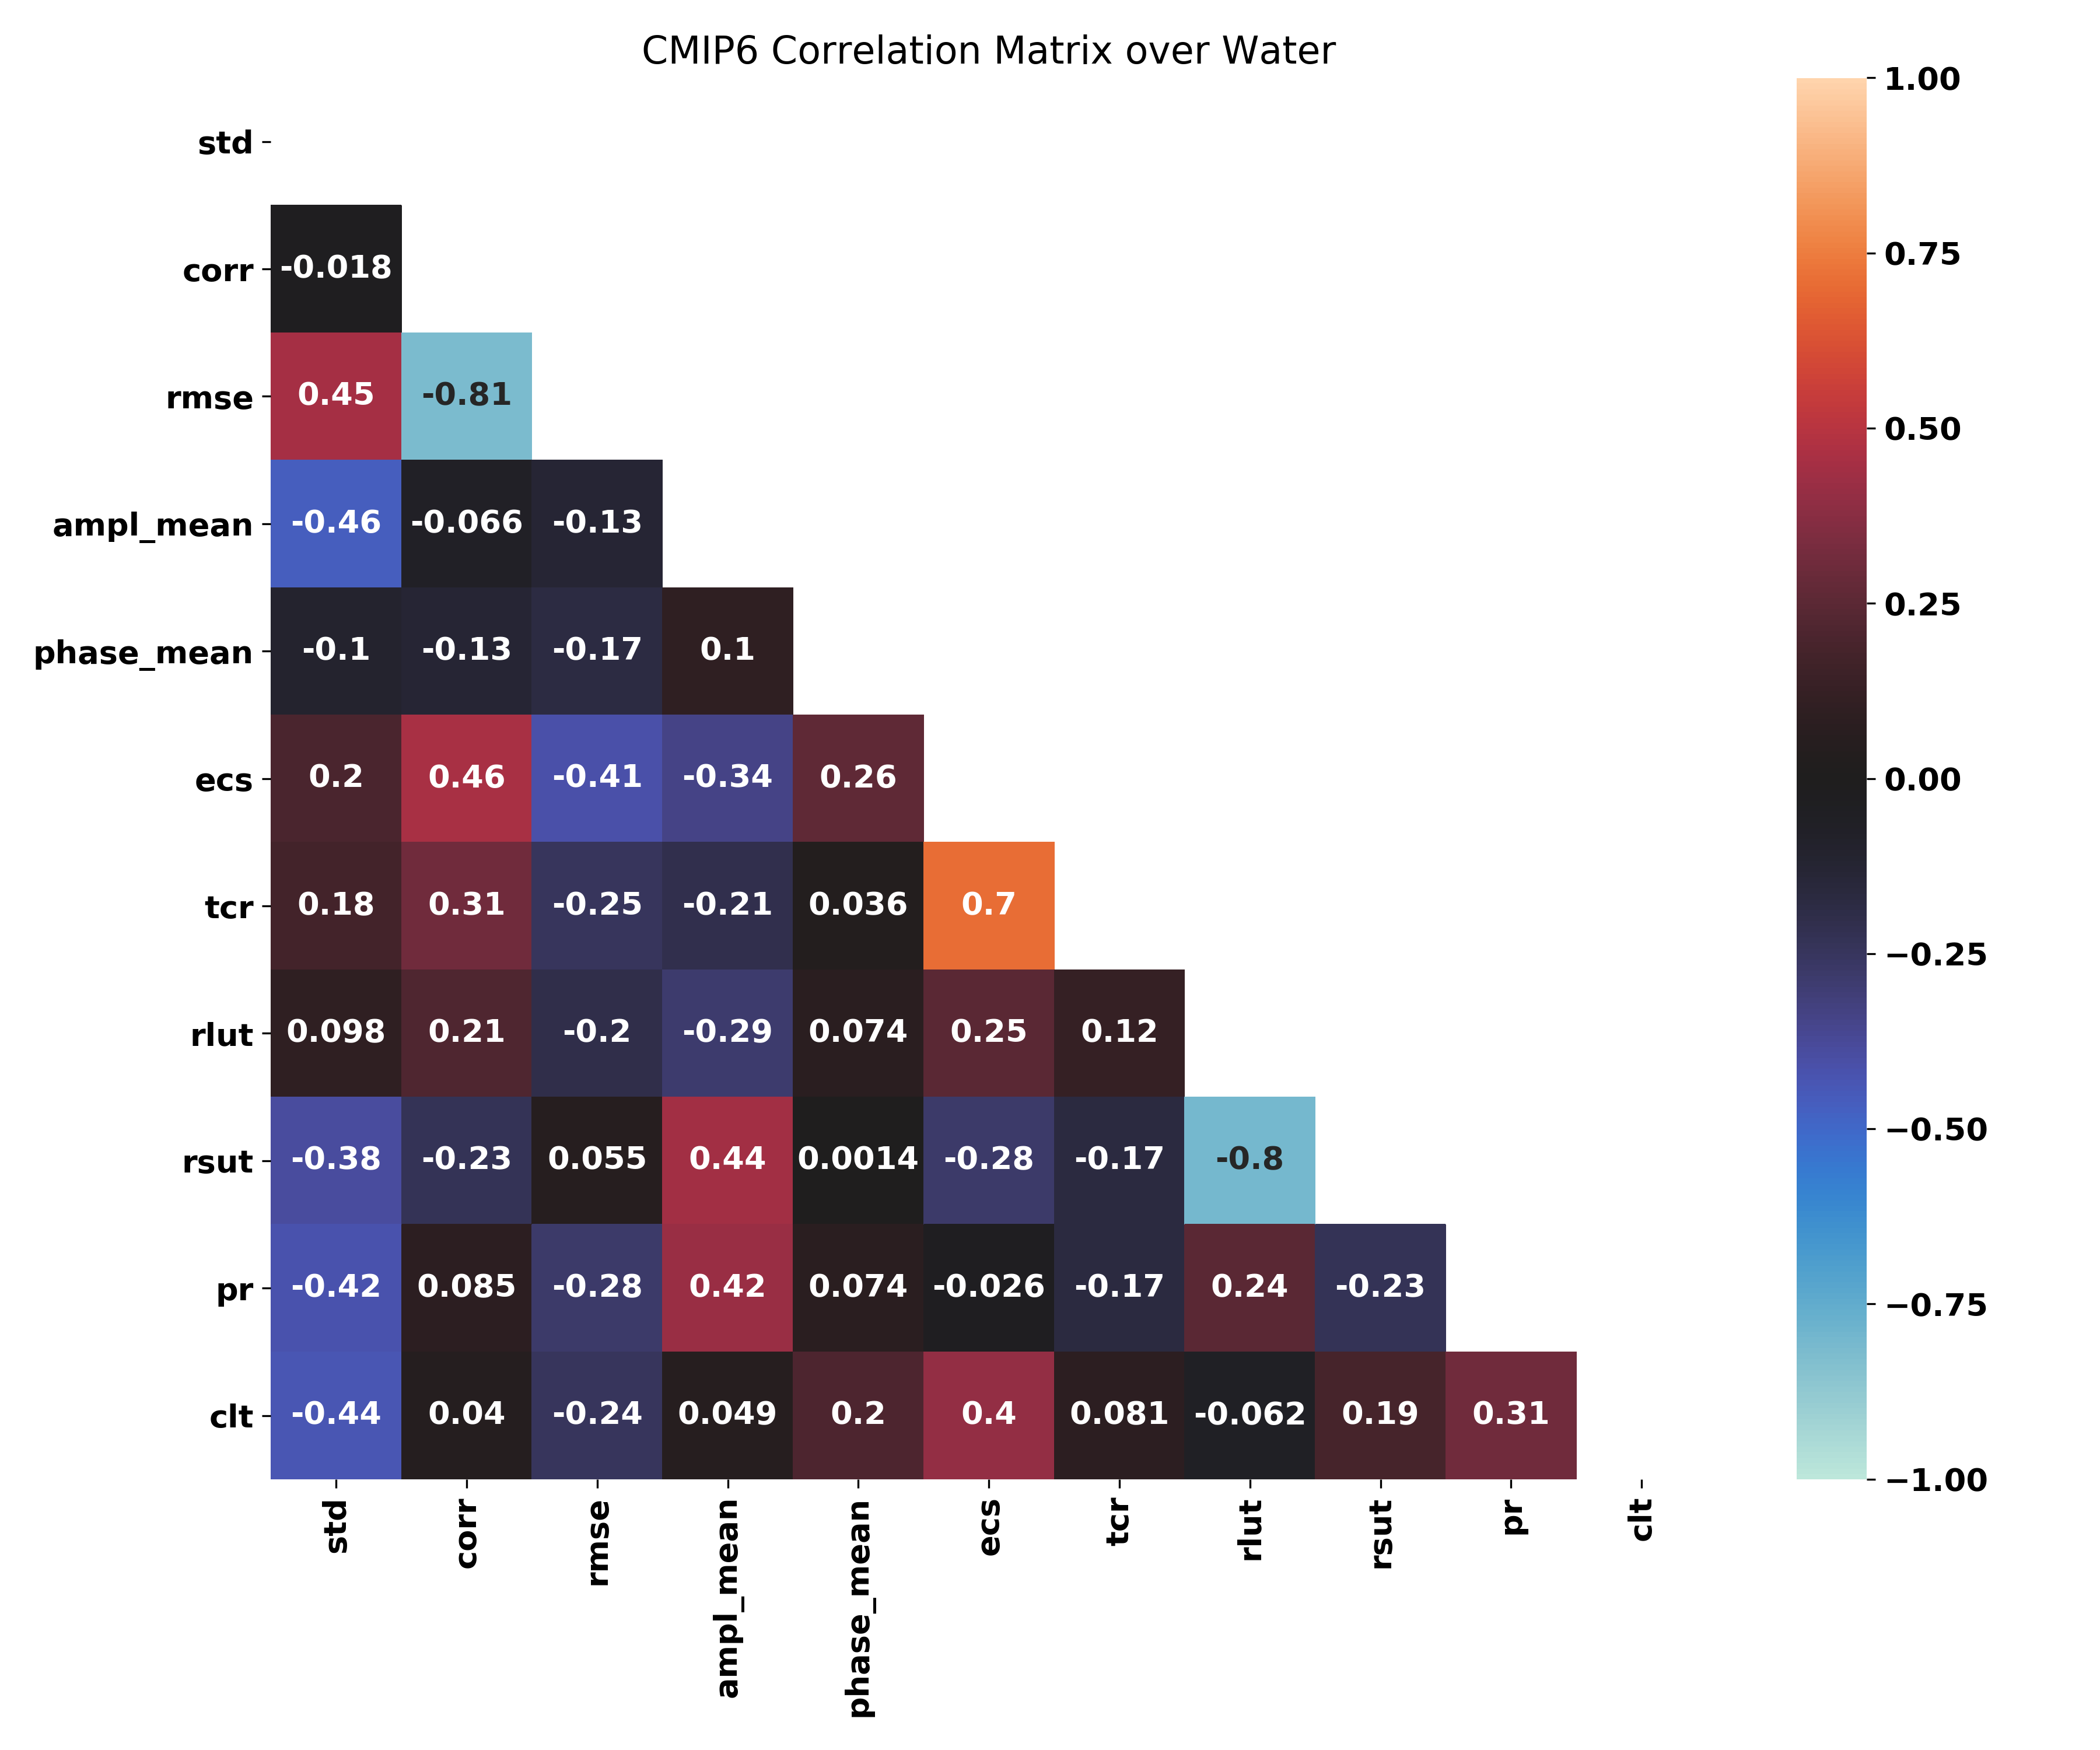 CMIP6 Correlation Matrix over Water
std
corr -0.018
rmse 0.45 -0.81
ampl_mean -0.46 -0.066 -0.13
phase_mean -0.1 -0.13 -0.17 0.1
ecs 0.2 0.46 -0.41 -0.34 0.26
tcr 0.18 0.31 -0.25 -0.21 0.036 0.7
rlut 0.098 0.21 -0.2 -0.29 0.074 0.25 0.12
rsut -0.38 -0.23 0.055 0.44 0.0014 -0.28 -0.17 -0.8
pr -0.42 0.085 -0.28 0.42 0.074 -0.026 -0.17 0.24 -0.23
clt -0.44 0.04 -0.24 0.049 0.2 0.4 0.081 -0.062 0.19 0.31
std corr rmse ampl_mean phase_mean ecs tcr rlut rsut pr clt
1.00
0.75
0.50
0.25
0.00
−0.25
−0.50
−0.75
−1.00